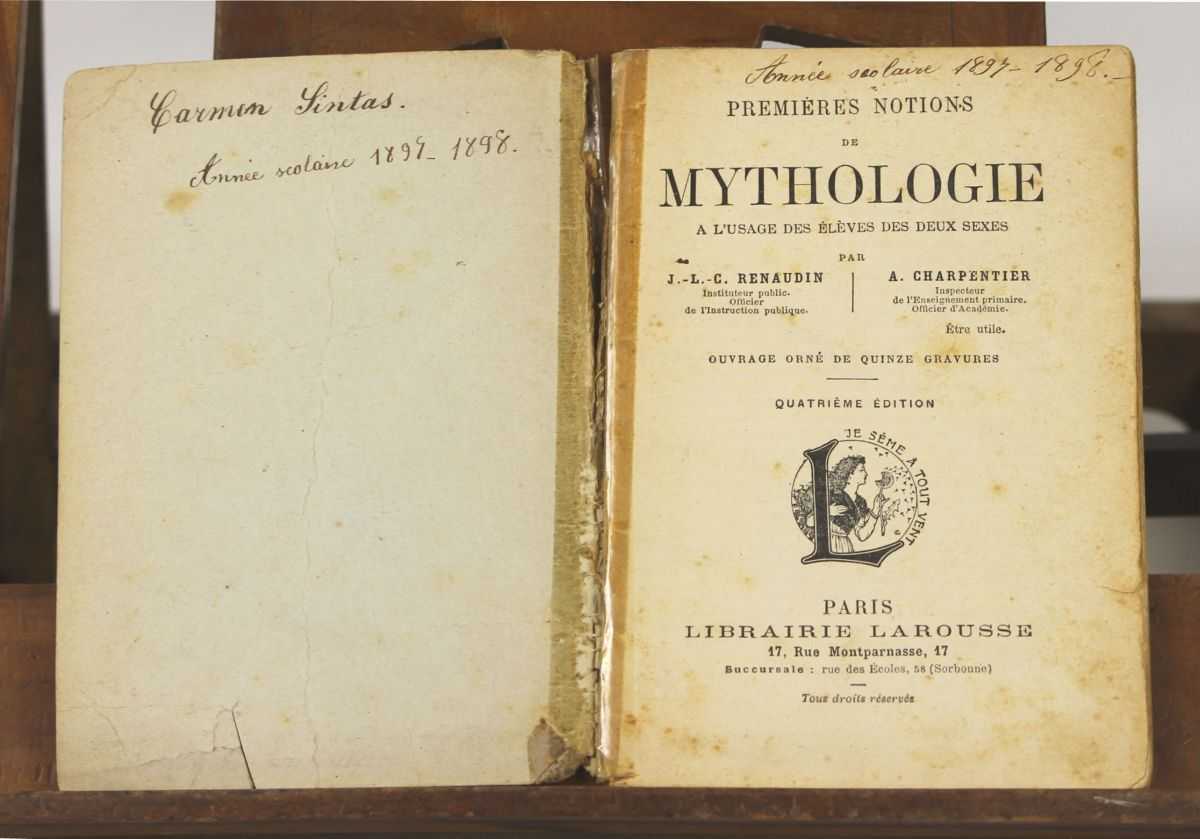 Carmen Sintas.
Année scolaire 1897-1898.
Année scolaire 1897-1898.-
PREMIÈRES NOTIONS
DE
MYTHOLOGIE
A L'USAGE DES ÉLÈVES DES DEUX SEXES
PAR
J.-L.-C. RENAUDIN
Instituteur public.
Officier
de l'Instruction publique.
A. CHARPENTIER
Inspecteur
de l'Enseignement primaire.
Officier d'Académie.
Être utile.
OUVRAGE ORNÉ DE QUINZE GRAVURES
QUATRIÈME ÉDITION
JE SÈME A TOUT VENT
L
PARIS
LIBRAIRIE LAROUSSE
17, Rue Montparnasse, 17
Succursale : rue des Écoles, 58 (Sorbonne)
Tous droits réservés